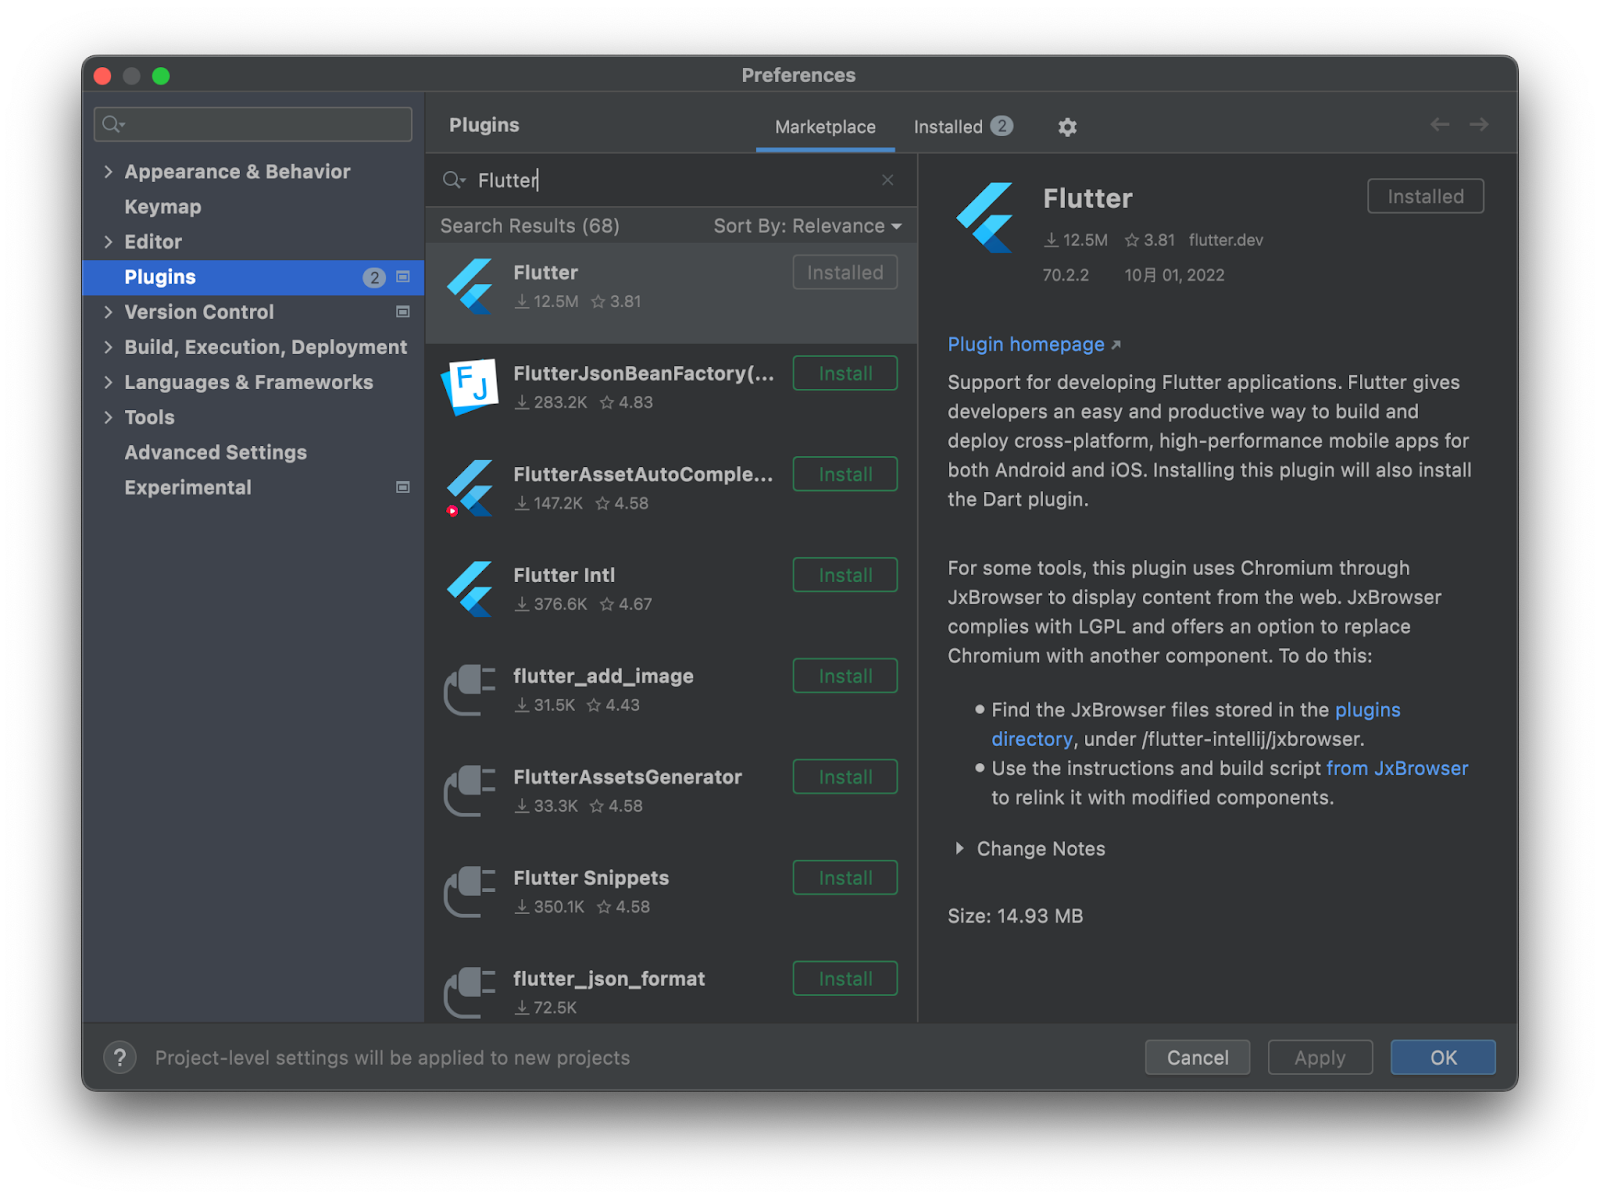 Preferences
Appearance & Behavior
Keymap
Editor
Plugins 2
Version Control
Build, Execution, Deployment
Languages & Frameworks
Tools
Advanced Settings
Experimental
Plugins
Marketplace
Installed 2
Flutter
Search Results (68)
Sort By: Relevance
Flutter
12.5M 3.81
Installed
FlutterJsonBeanFactory(...
283.2K 4.83
Install
FlutterAssetAutoComple...
147.2K 4.58
Install
Flutter Intl
376.6K 4.67
Install
flutter_add_image
31.5K 4.43
Install
FlutterAssetsGenerator
33.3K 4.58
Install
Flutter Snippets
350.1K 4.58
Install
flutter_json_format
72.5K
Install
Flutter
Installed
12.5M 3.81 flutter.dev
70.2.2 10月 01, 2022
Plugin homepage ↗
Support for developing Flutter applications. Flutter gives
developers an easy and productive way to build and
deploy cross-platform, high-performance mobile apps for
both Android and iOS. Installing this plugin will also install
the Dart plugin.
For some tools, this plugin uses Chromium through
JxBrowser to display content from the web. JxBrowser
complies with LGPL and offers an option to replace
Chromium with another component. To do this:
• Find the JxBrowser files stored in the plugins
directory, under /flutter-intellij/jxbrowser.
• Use the instructions and build script from JxBrowser
to relink it with modified components.
Change Notes
Size: 14.93 MB
? Project-level settings will be applied to new projects
Cancel
Apply
OK
FJ